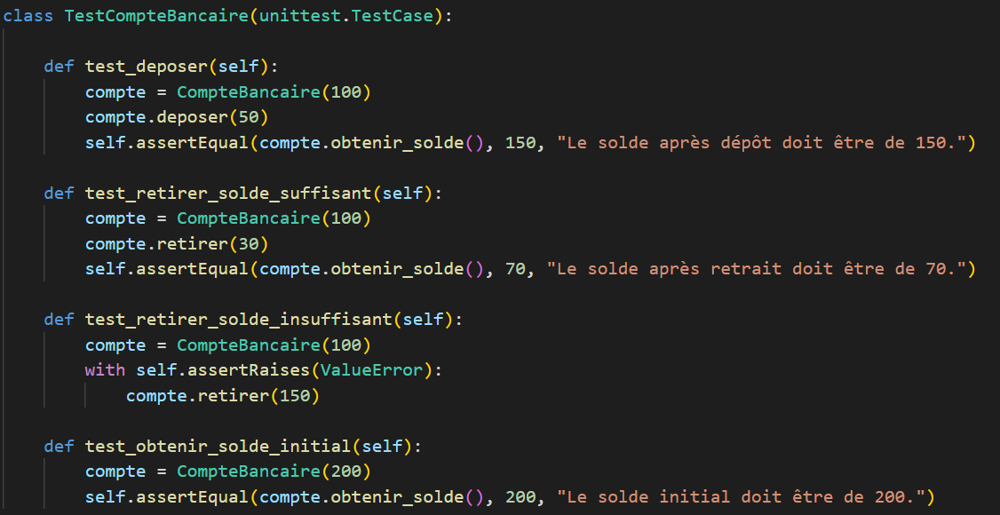 class TestCompteBancaire(unittest.TestCase):
    def test_deposer(self):
        compte = CompteBancaire(100)
        compte.deposer(50)
        self.assertEqual(compte.obtenir_solde(), 150, "Le solde après dépôt doit être de 150.")
    def test_retirer_solde_suffisant(self):
        compte = CompteBancaire(100)
        compte.retirer(30)
        self.assertEqual(compte.obtenir_solde(), 70, "Le solde après retrait doit être de 70.")
    def test_retirer_solde_insuffisant(self):
        compte = CompteBancaire(100)
        with self.assertRaises(ValueError):
            compte.retirer(150)
    def test_obtenir_solde_initial(self):
        compte = CompteBancaire(200)
        self.assertEqual(compte.obtenir_solde(), 200, "Le solde initial doit être de 200.")